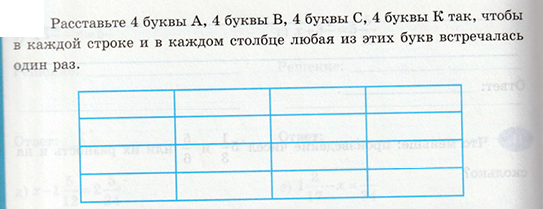 Расставьте 4 буквы А, 4 буквы В, 4 буквы С, 4 буквы К так, чтобы
в каждой строке и в каждом столбце любая из этих букв встречалась
один раз.